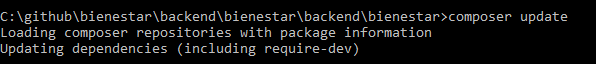 C:\github\bienestar\backend\bienestar\backend\bienestar>composer update
Loading composer repositories with package information
Updating dependencies (including require-dev)